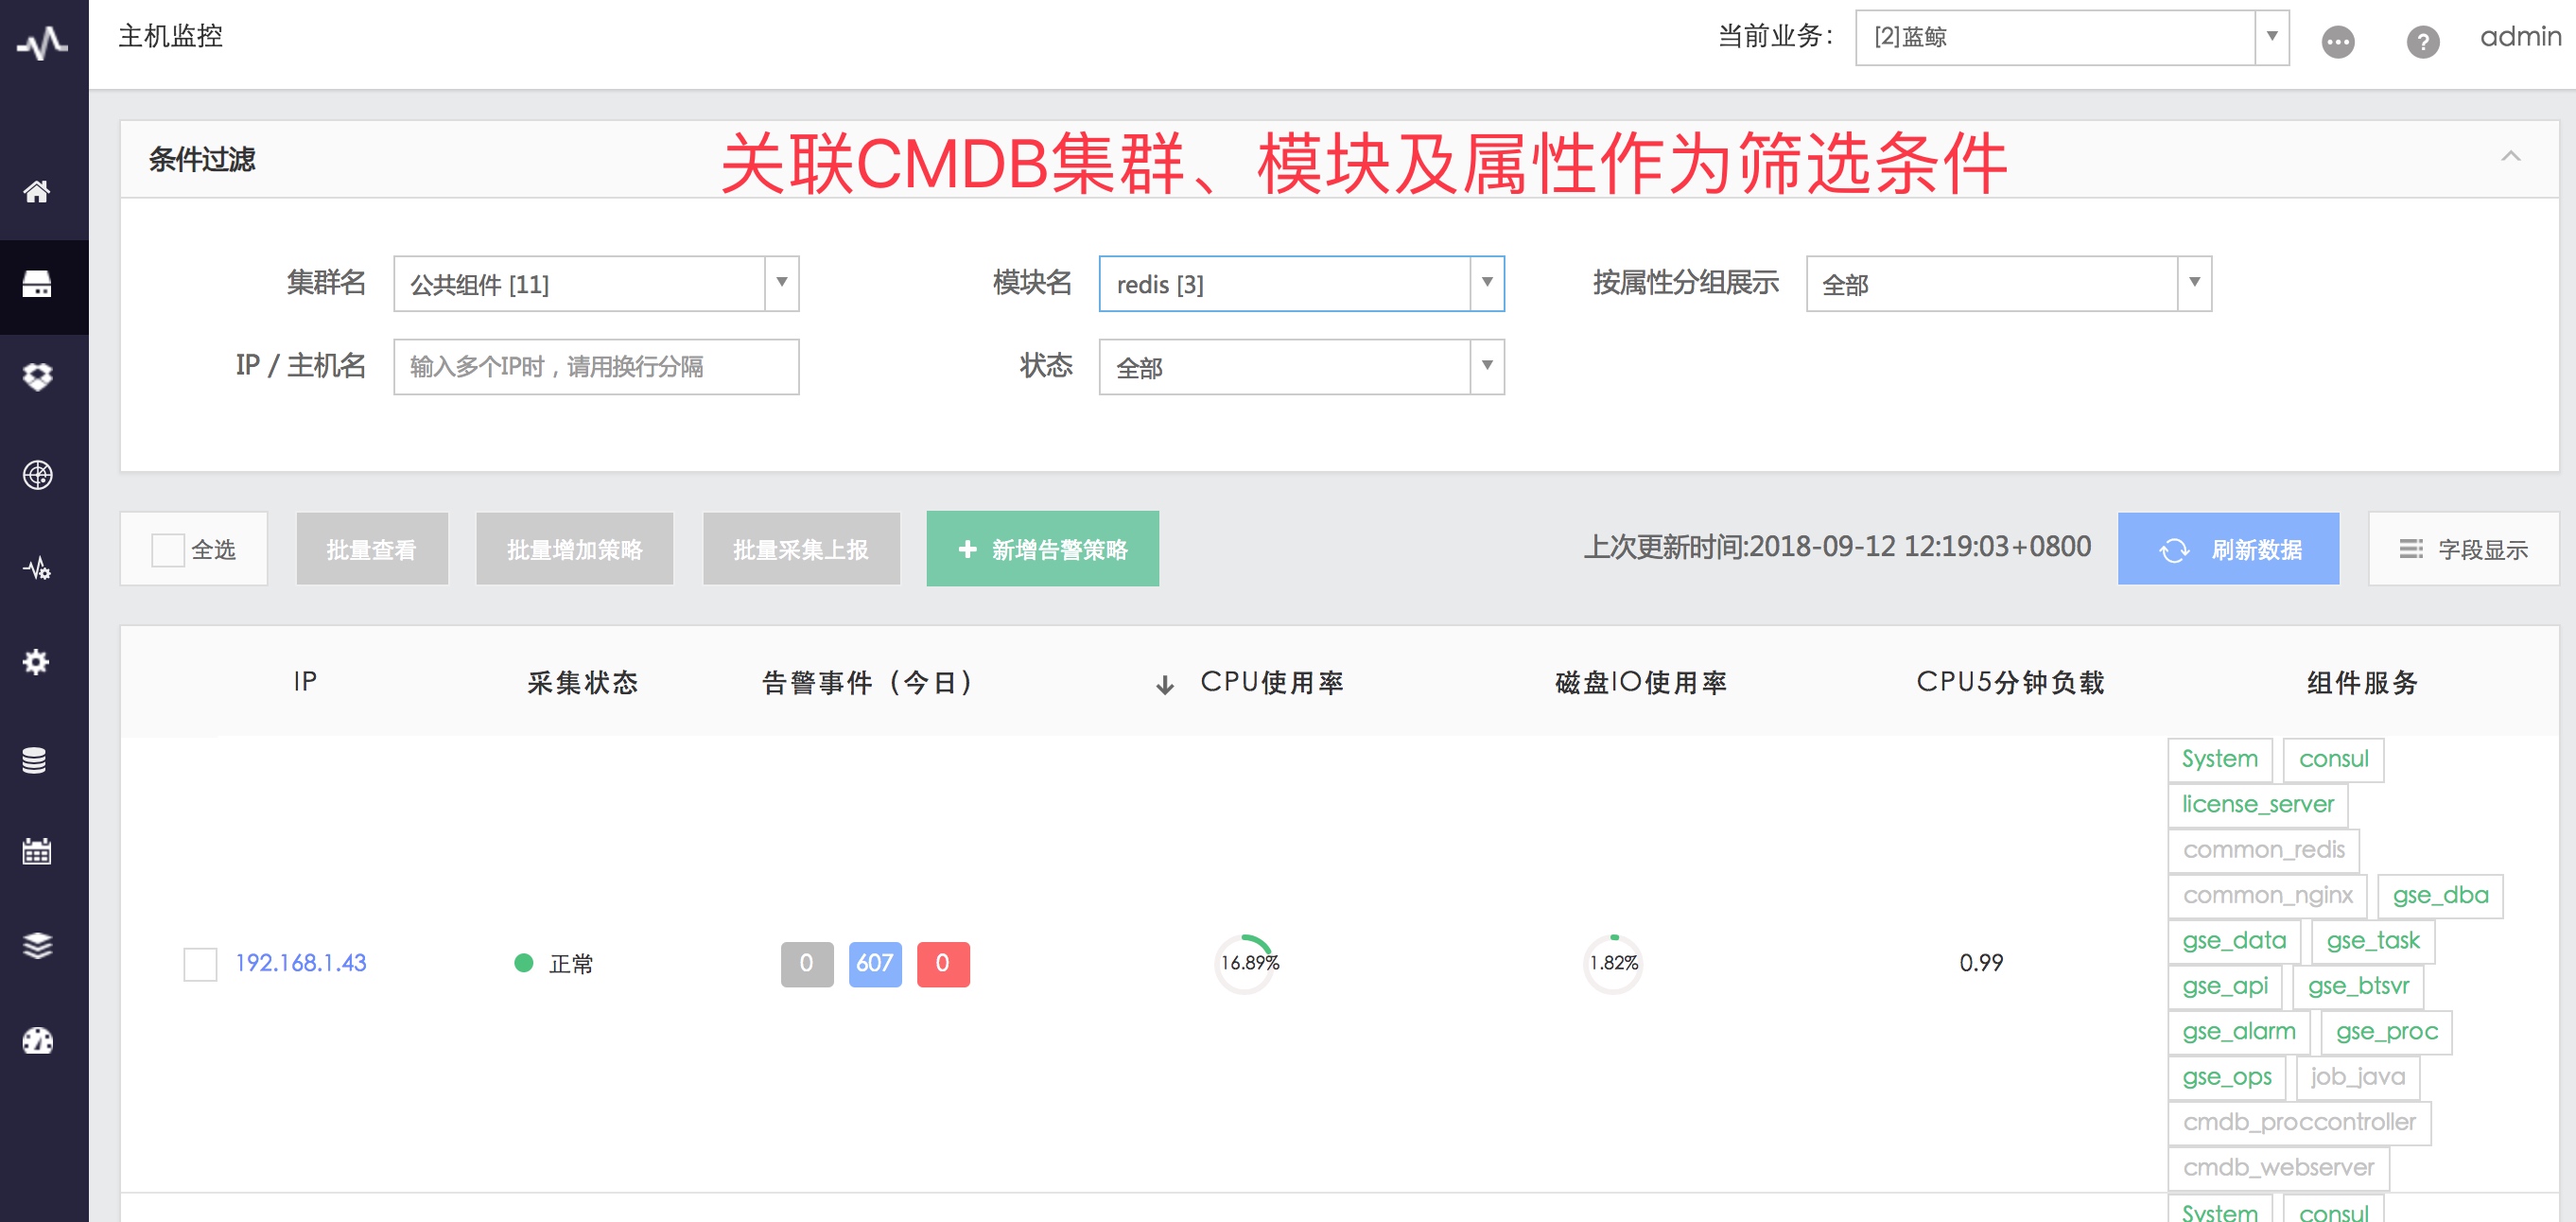 主机监控
当前业务：
[2]蓝鲸
admin
条件过滤
关联CMDB集群、模块及属性作为筛选条件
集群名
公共组件 [11]
模块名
redis [3]
按属性分组展示
全部
IP / 主机名
输入多个IP时，请用换行分隔
状态
全部
全选
批量查看
批量增加策略
批量采集上报
新增告警策略
上次更新时间:2018-09-12 12:19:03+0800
刷新数据
字段显示
IP 采集状态 告警事件（今日） CPU使用率 磁盘IO使用率 CPU5分钟负载 组件服务
192.168.1.43 正常 0 607 0 16.89% 1.82% 0.99
System consul
license_server
common_redis
common_nginx gse_dba
gse_data gse_task
gse_api gse_btsvr
gse_alarm gse_proc
gse_ops job_java
cmdb_proccontroller
cmdb_webserver
System consul